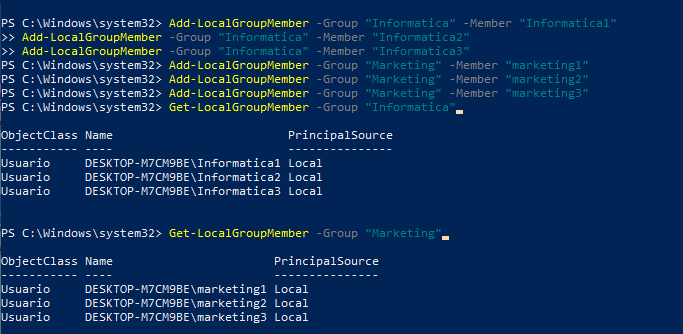 PS C:\Windows\system32> Add-LocalGroupMember -Group "Informatica" -Member "Informatica1"
>> Add-LocalGroupMember -Group "Informatica" -Member "Informatica2"
>> Add-LocalGroupMember -Group "Informatica" -Member "Informatica3"
PS C:\Windows\system32> Add-LocalGroupMember -Group "Marketing" -Member "marketing1"
PS C:\Windows\system32> Add-LocalGroupMember -Group "Marketing" -Member "marketing2"
PS C:\Windows\system32> Add-LocalGroupMember -Group "Marketing" -Member "marketing3"
PS C:\Windows\system32> Get-LocalGroupMember -Group "Informatica"
ObjectClass Name                         PrincipalSource
----------- ----                         ---------------
Usuario     DESKTOP-M7CM9BE\Informatica1 Local
Usuario     DESKTOP-M7CM9BE\Informatica2 Local
Usuario     DESKTOP-M7CM9BE\Informatica3 Local
PS C:\Windows\system32> Get-LocalGroupMember -Group "Marketing"
ObjectClass Name                       PrincipalSource
----------- ----                       ---------------
Usuario     DESKTOP-M7CM9BE\marketing1 Local
Usuario     DESKTOP-M7CM9BE\marketing2 Local
Usuario     DESKTOP-M7CM9BE\marketing3 Local